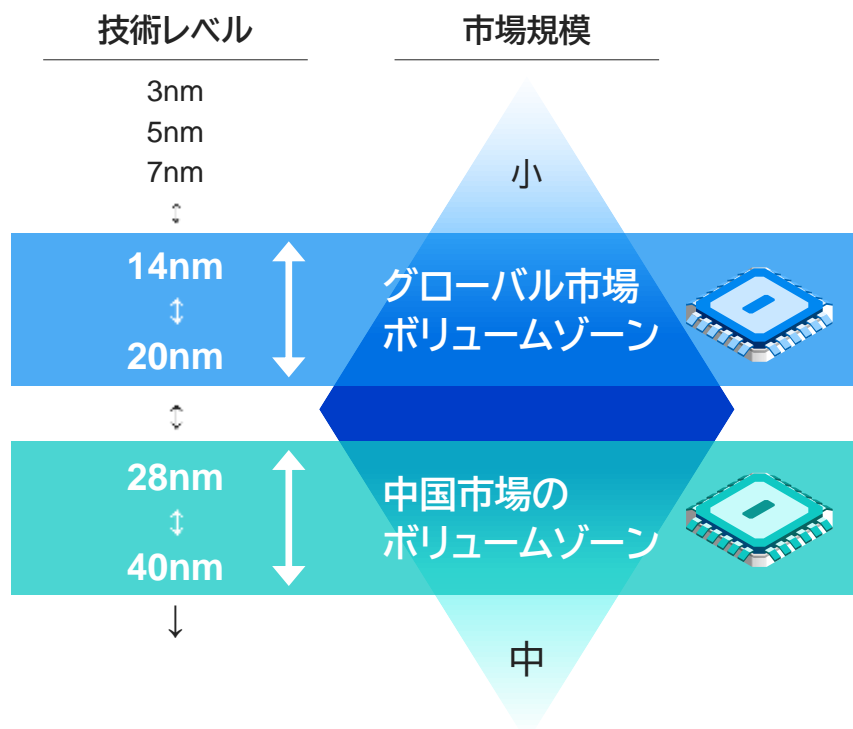 技術レベル
市場規模
3nm
5nm
7nm
小
↕
14nm
↕
20nm
グローバル市場
ボリュームゾーン
↕
28nm
↕
40nm
中国市場の
ボリュームゾーン
↓
中